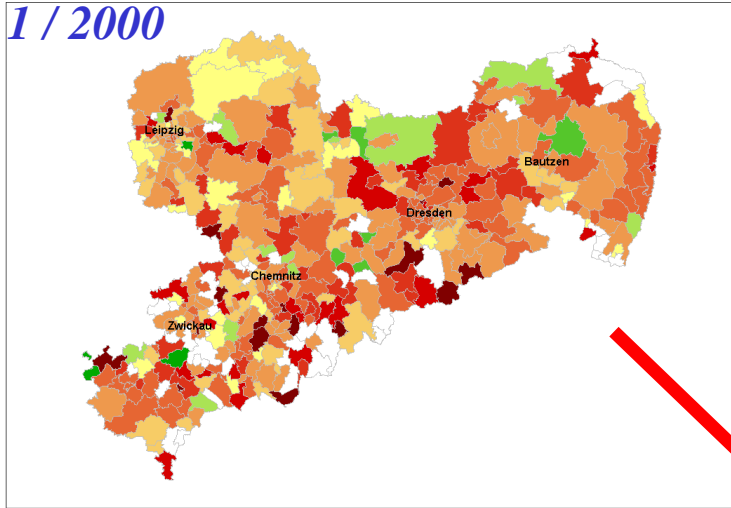 1 / 2000
Leipzig
Bautzen
Dresden
Chemnitz
Zwickau